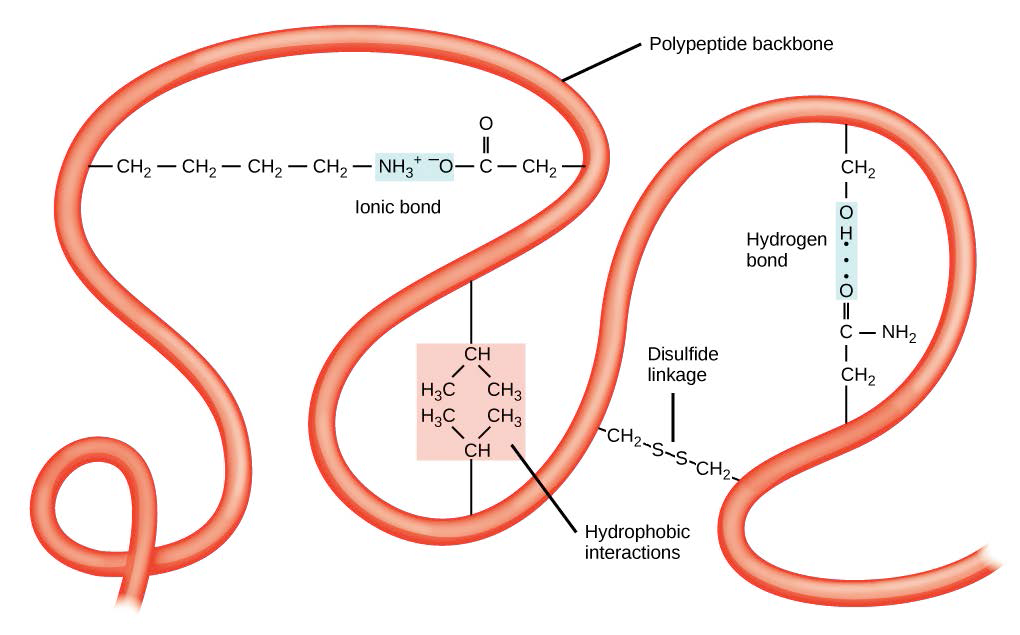 Polypeptide backbone
O
CH₂ — CH₂ — CH₂ — CH₂ — NH₃⁺ ⁻O — C — CH₂
Ionic bond
CH₂
O
H
Hydrogen
bond
O
C — NH₂
CH₂
CH
H₃C CH₃
H₃C CH₃
CH
Disulfide
linkage
CH₂ S S CH₂
Hydrophobic
interactions